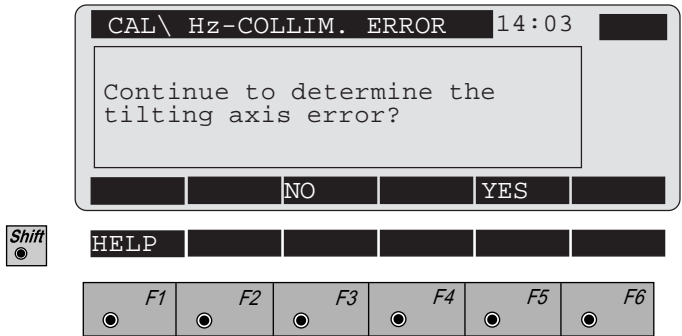 CAL\ Hz-COLLIM. ERROR 14:03
Continue to determine the
tilting axis error?
NO YES
Shift
HELP
F1 F2 F3 F4 F5 F6